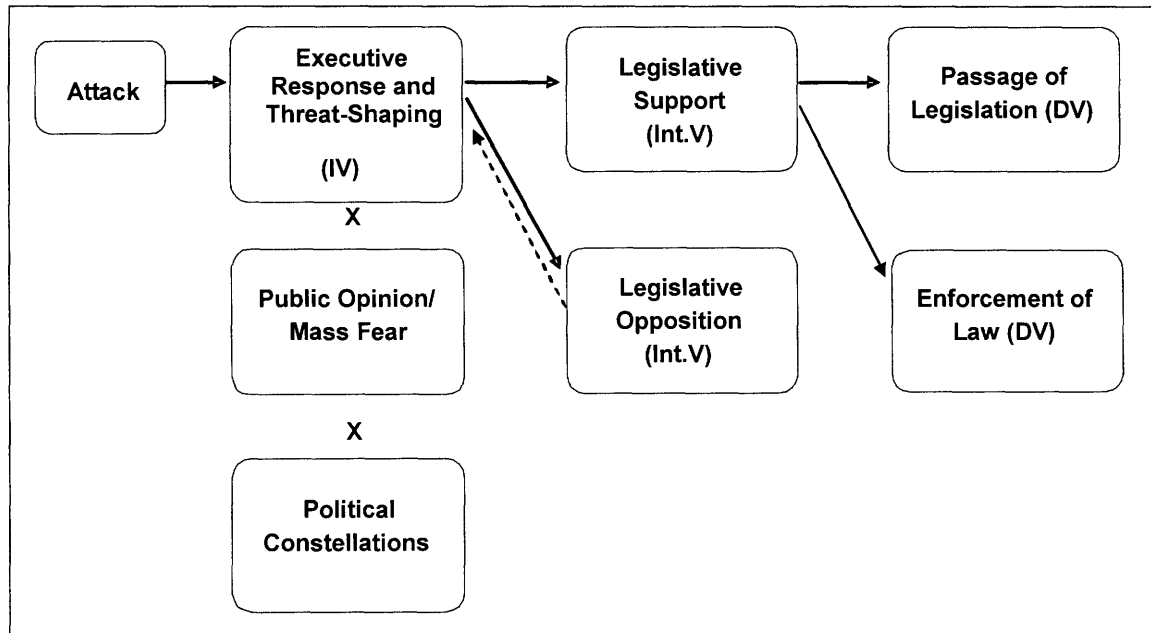 Attack
Executive
Response and
Threat-Shaping
(IV)
X
Public Opinion/
Mass Fear
X
Political
Constellations
Legislative
Support
(Int.V)
Legislative
Opposition
(Int.V)
Passage of
Legislation (DV)
Enforcement of
Law (DV)